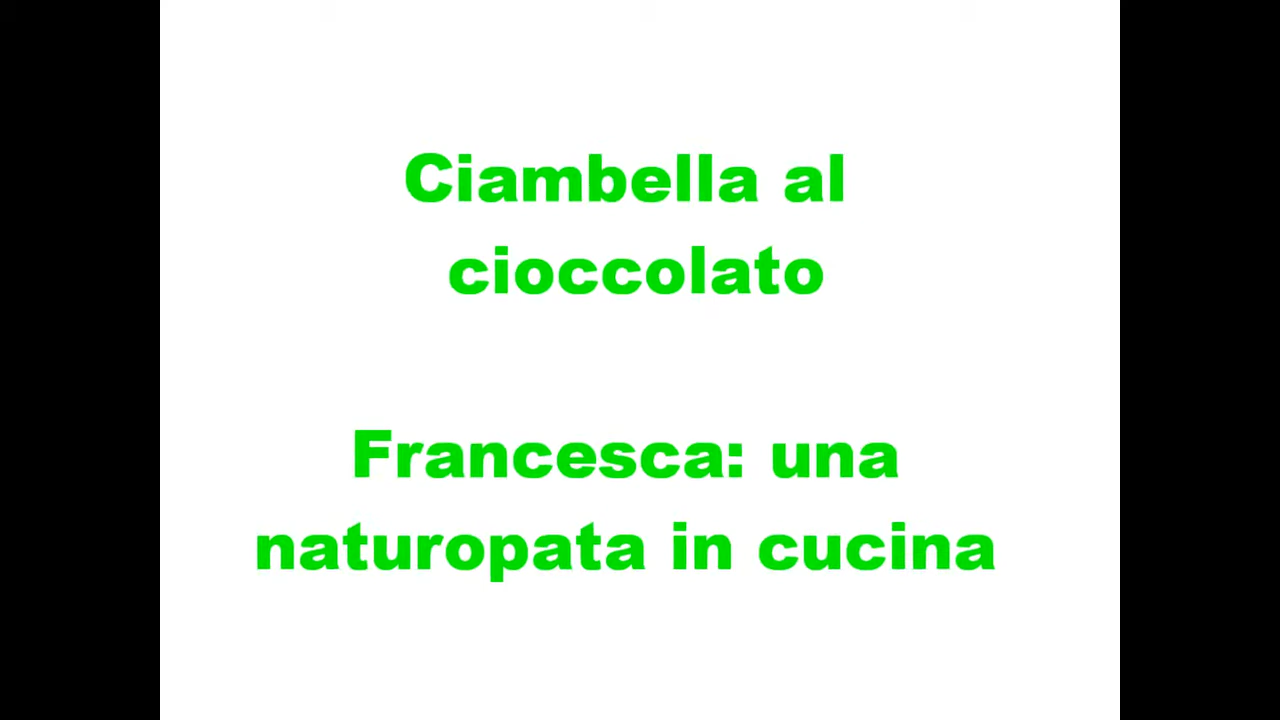 Ciambella al
cioccolato
Francesca: una
naturopata in cucina